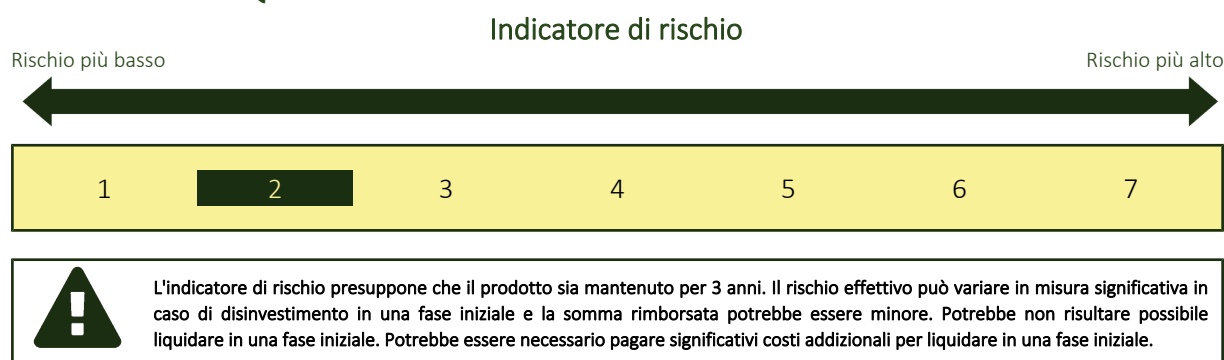 Indicatore di rischio
Rischio più basso
Rischio più alto
1 2 3 4 5 6 7
L'indicatore di rischio presuppone che il prodotto sia mantenuto per 3 anni. Il rischio effettivo può variare in misura significativa in
caso di disinvestimento in una fase iniziale e la somma rimborsata potrebbe essere minore. Potrebbe non risultare possibile
liquidare in una fase iniziale. Potrebbe essere necessario pagare significativi costi addizionali per liquidare in una fase iniziale.